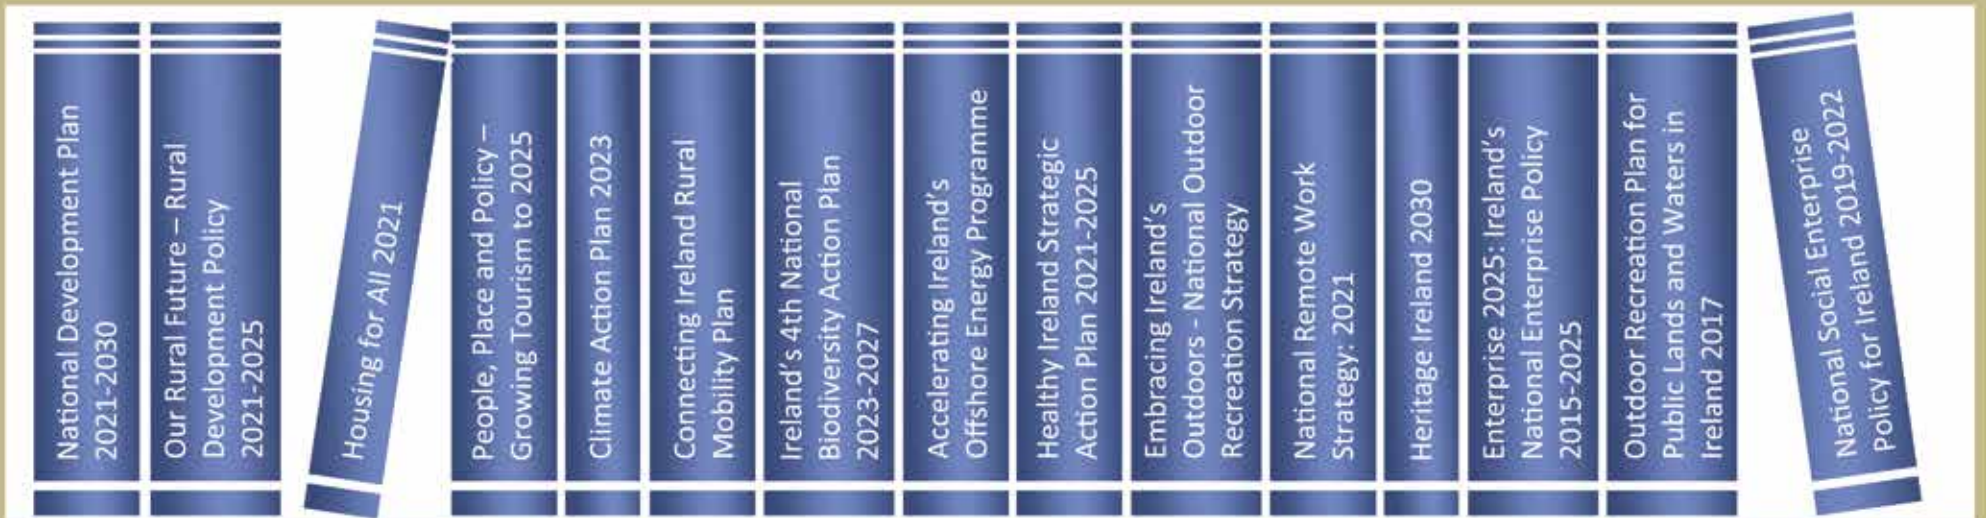 National Development Plan
2021-2030
Our Rural Future – Rural
Development Policy
2021-2025
Housing for All 2021
People, Place and Policy –
Growing Tourism to 2025
Climate Action Plan 2023
Connecting Ireland Rural
Mobility Plan
Ireland's 4th National
Biodiversity Action Plan
2023-2027
Accelerating Ireland's
Offshore Energy Programme
Healthy Ireland Strategic
Action Plan 2021-2025
Embracing Ireland's
Outdoors - National Outdoor
Recreation Strategy
National Remote Work
Strategy: 2021
Heritage Ireland 2030
Enterprise 2025: Ireland's
National Enterprise Policy
2015-2025
Outdoor Recreation Plan for
Public Lands and Waters in
Ireland 2017
National Social Enterprise
Policy for Ireland 2019-2022